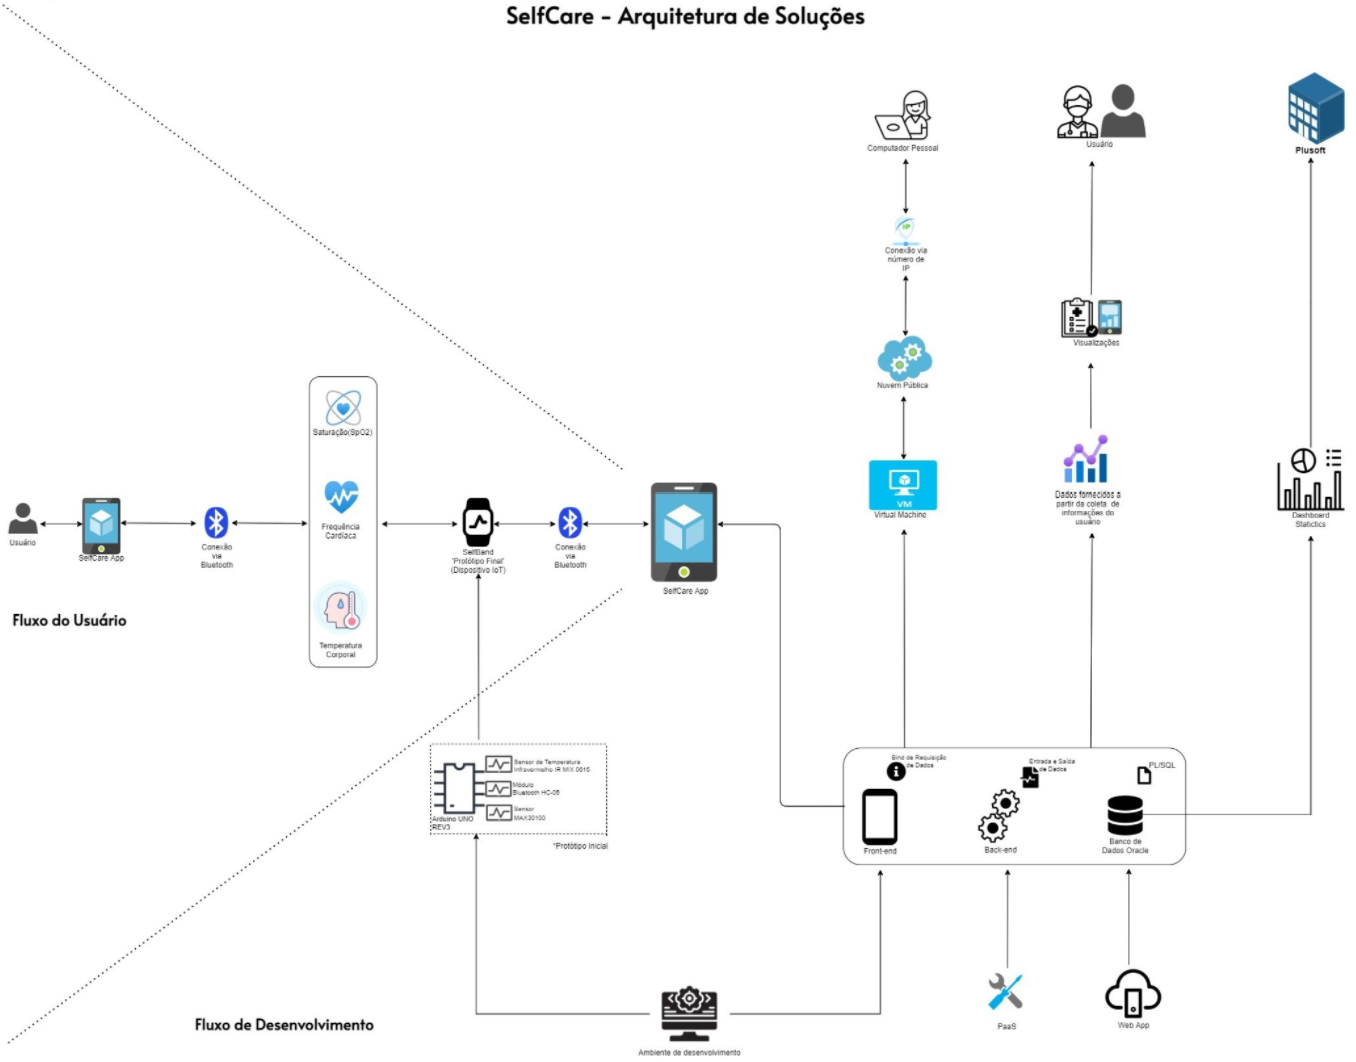 SelfCare - Arquitetura de Soluções
Computador Pessoal
Usuário
Plusoft
IP
Conexão via
número de
IP
Visualizações
Nuvem Pública
Saturação(SpO2)
VM
Virtual Machine
Dados fornecidos a
partir da coleta de
informações do
usuário
Dashboard
Statictics
Usuário
SelfCare App
Conexão
via
Bluetooth
Frequência
Cardíaca
SelfBand
'Protótipo Final'
(Dispositivo IoT)
Conexão
via
Bluetooth
SelfCare App
Fluxo do Usuário
Temperatura
Corporal
Sensor de Temperatura
Infravermelho IR MIX
Módulo
Bluetooth HC-05
Sensor
MAX30100
Arduino UNO
REV3
*Protótipo Inicial
Bind de Requisição
de Dados
Entrada e Saída
de Dados
PL/SQL
Front-end
Back-end
Banco de
Dados Oracle
PaaS
Web App
Fluxo de Desenvolvimento
Ambiente de desenvolvimento